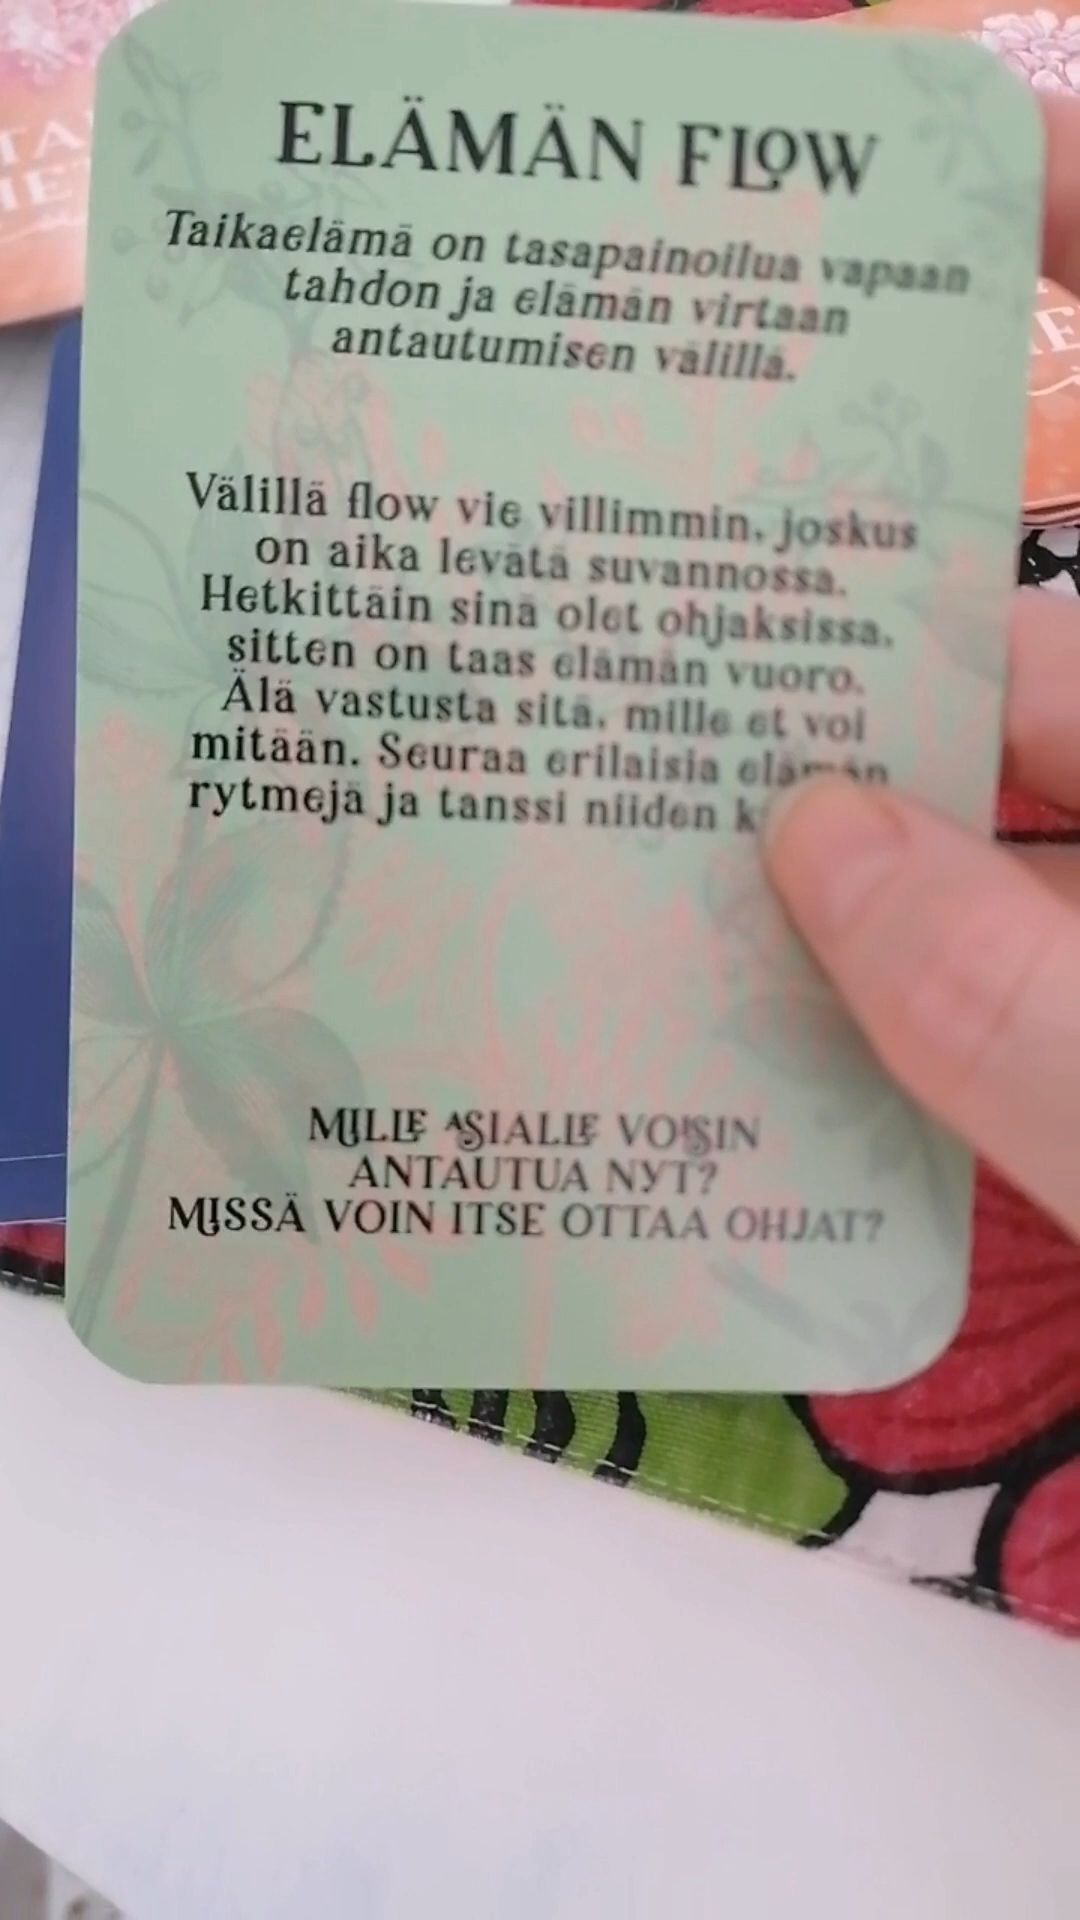 ELÄMÄN FLOW
Taikaelämä on tasapainoilua vapaan
tahdon ja elämän virtaan
antautumisen välillä.
Välillä flow vie villimmin, joskus
on aika levätä suvannossa.
Hetkittäin sinä olet ohjaksissa,
sitten on taas elämän vuoro.
Älä vastusta sitä, mille et voi
mitään. Seuraa erilaisia elämän
rytmejä ja tanssi niiden
MILLE ASIALLE VOISIN
ANTAUTUA NYT?
MISSÄ VOIN ITSE OTTAA OHJAT?